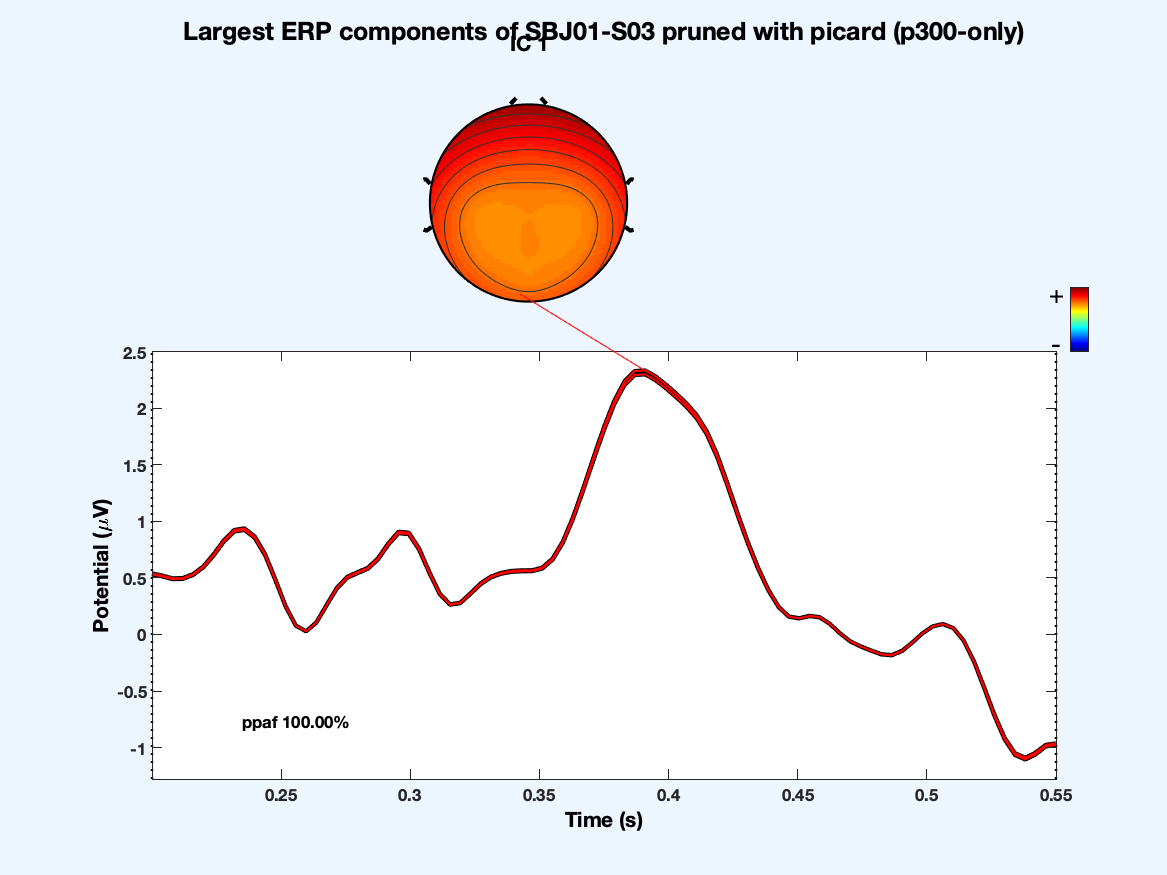 Largest ERP components of SBJ01-S03 pruned with picard (p300-only)
IC 1
+
-
2.5
2
1.5
1
0.5
0
-0.5
-1
Potential (μV)
ppaf 100.00%
0.25 0.3 0.35 0.4 0.45 0.5 0.55
Time (s)